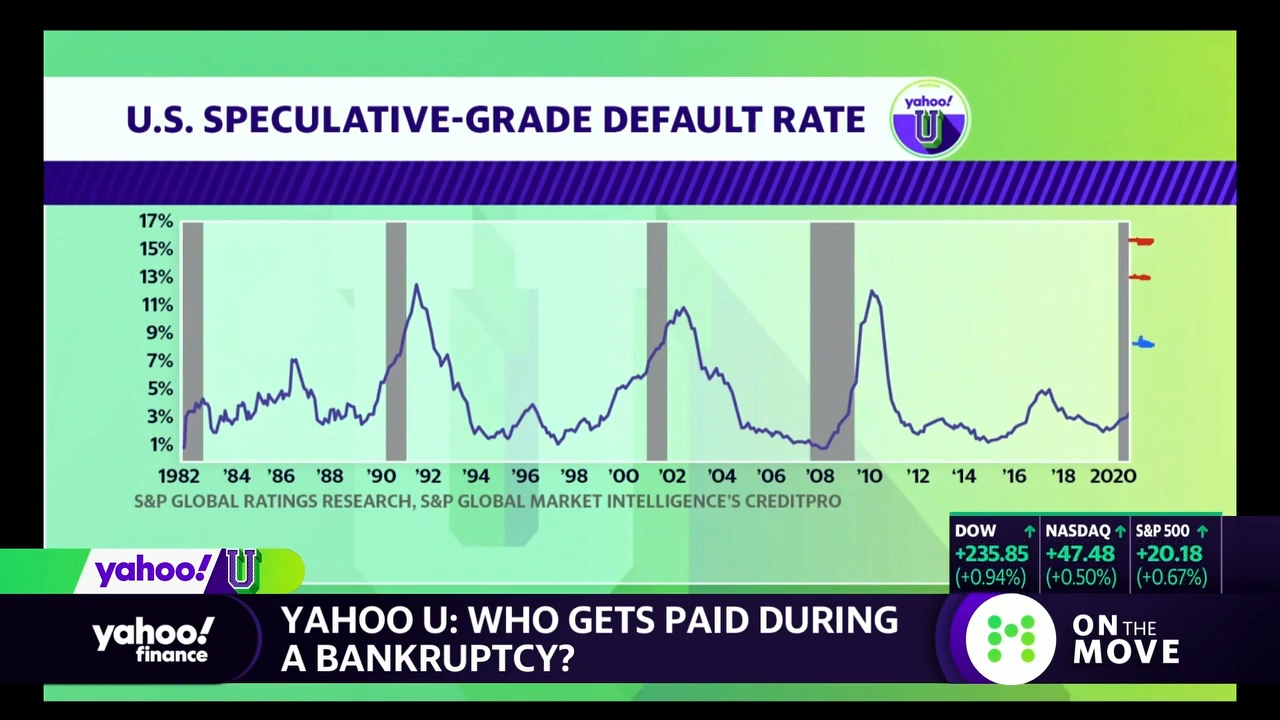 U.S. SPECULATIVE-GRADE DEFAULT RATE
yahoo!
U
17%
15%
13%
11%
9%
7%
5%
3%
1%
1982 '84 '86 '88 '90 '92 '94 '96 '98 '00 '02 '04 '06 '08 '10 '12 '14 '16 '18 2020
S&P GLOBAL RATINGS RESEARCH, S&P GLOBAL MARKET INTELLIGENCE'S CREDITPRO
DOW NASDAQ S&P 500
+235.85 +47.48 +20.18
(+0.94%) (+0.50%) (+0.67%)
yahoo! U
yahoo!
finance
YAHOO U: WHO GETS PAID DURING
A BANKRUPTCY?
ON THE
MOVE